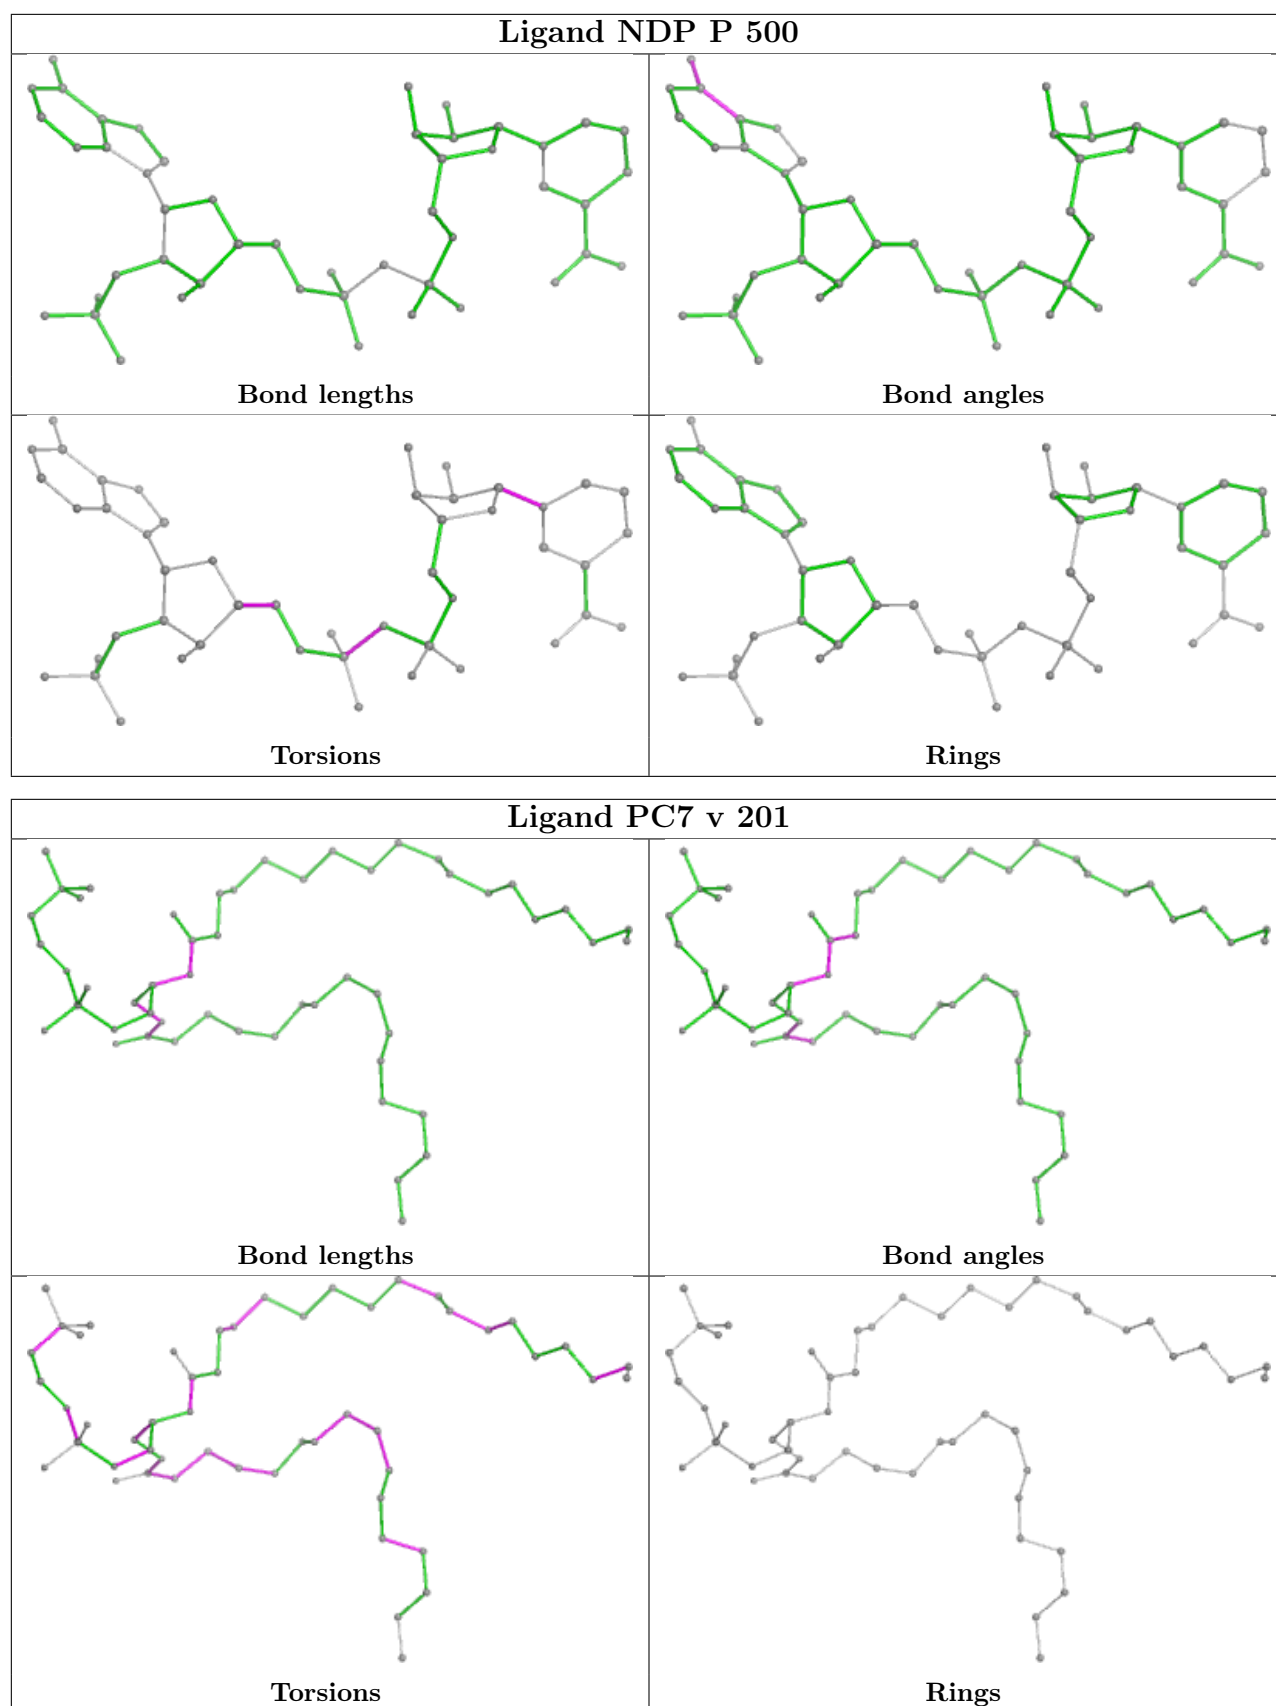 Ligand NDP P 500
Bond lengths
Bond angles
Torsions
Rings
Ligand PC7 v 201
Bond lengths
Bond angles
Torsions
Rings